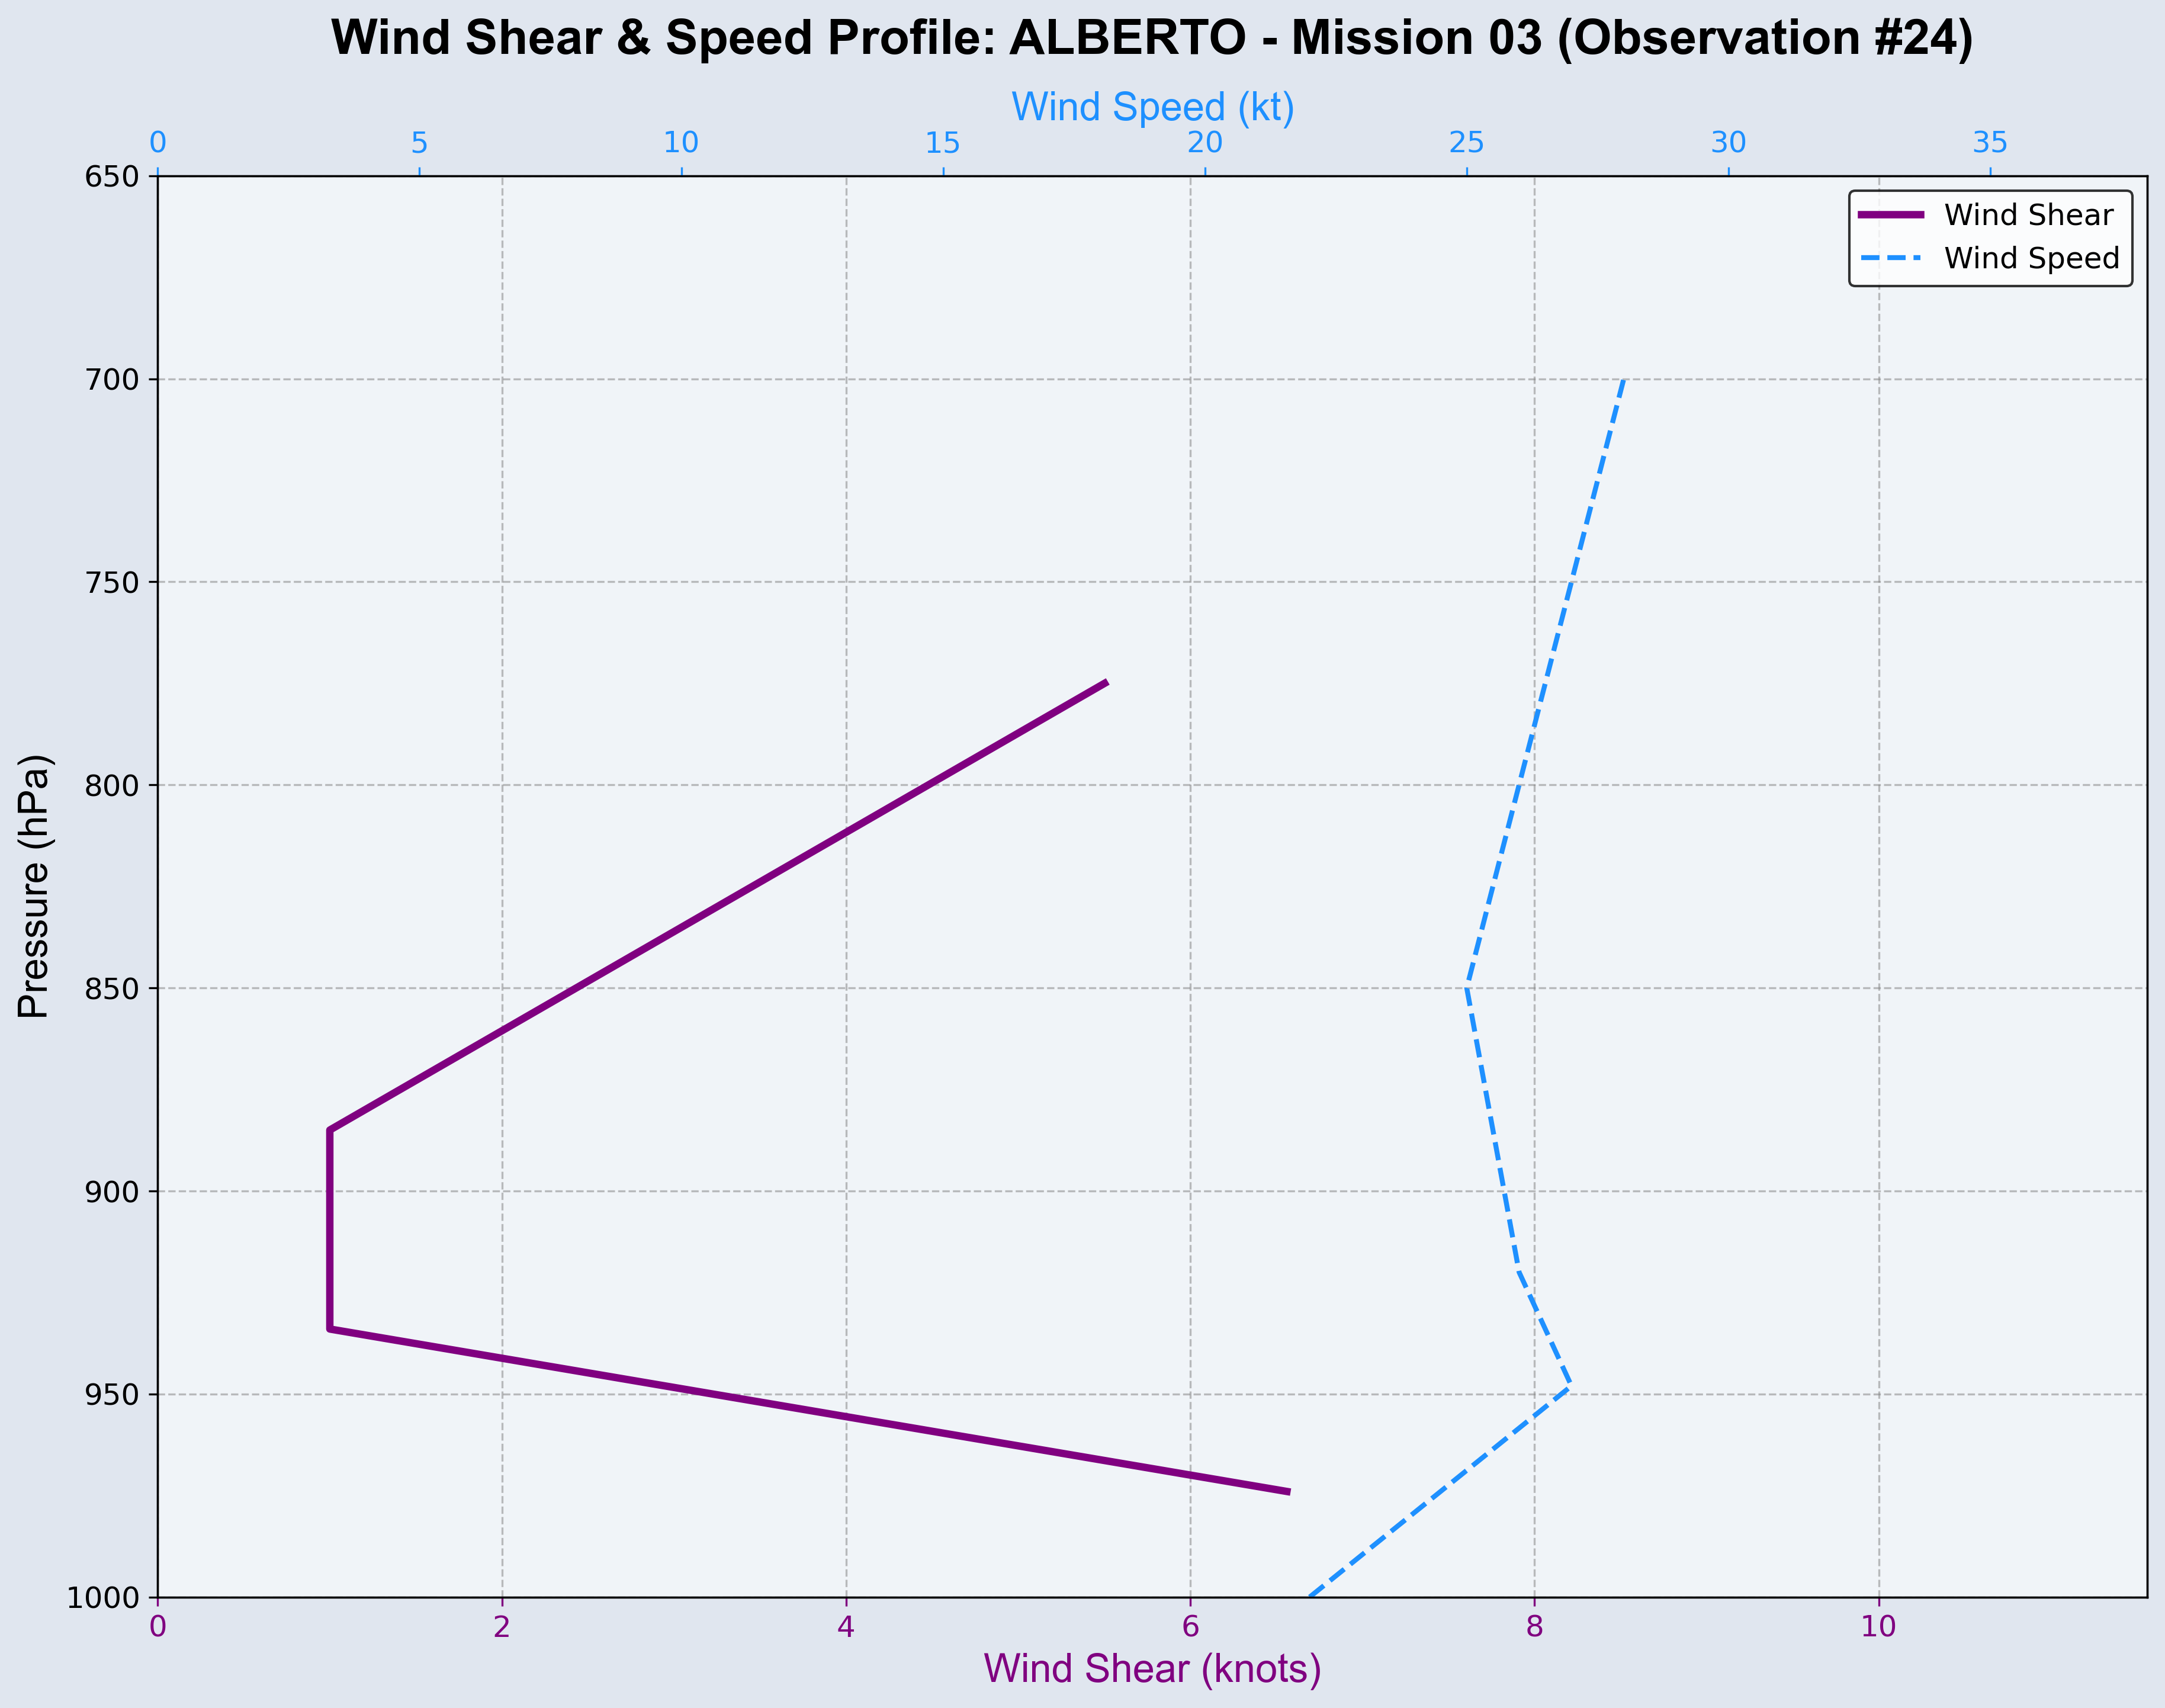 Wind Shear & Speed Profile: ALBERTO - Mission 03 (Observation #24)
Wind Speed (kt)
0 5 10 15 20 25 30 35
Wind Shear
Wind Speed
650
700
750
800
850
900
950
1000
Pressure (hPa)
0 2 4 6 8 10
Wind Shear (knots)